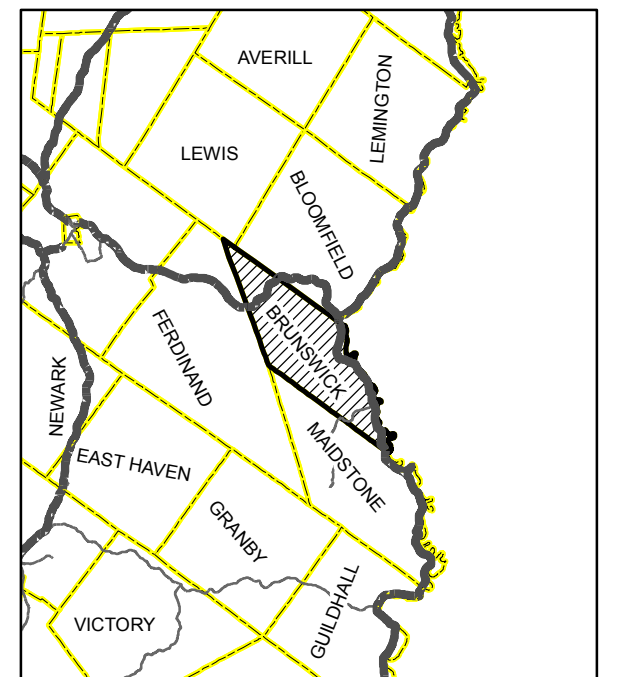 AVERILL
LEMINGTON
LEWIS
BLOOMFIELD
BRUNSWICK
FERDINAND
NEWARK
MAIDSTONE
EAST HAVEN
GRANBY
GUILDHALL
VICTORY